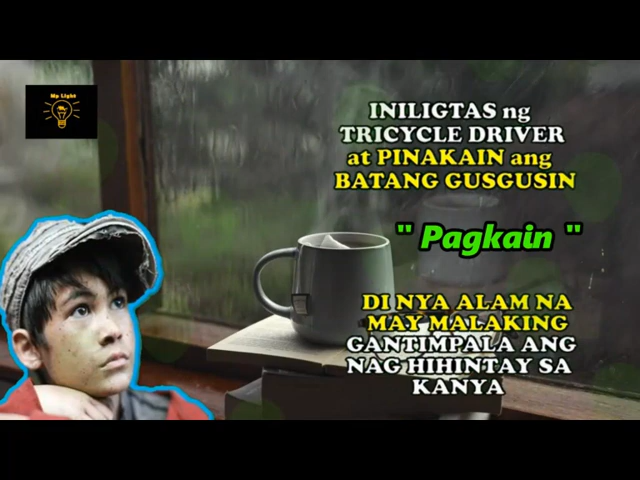 My Light
INILIGTAS ng
TRICYCLE DRIVER
at PINAKAIN ang
BATANG GUSGUSIN
" Pagkain "
DI NYA ALAM NA
MAY MALAKING
GANTIMPALA ANG
NAG HIHINTAY SA
KANYA